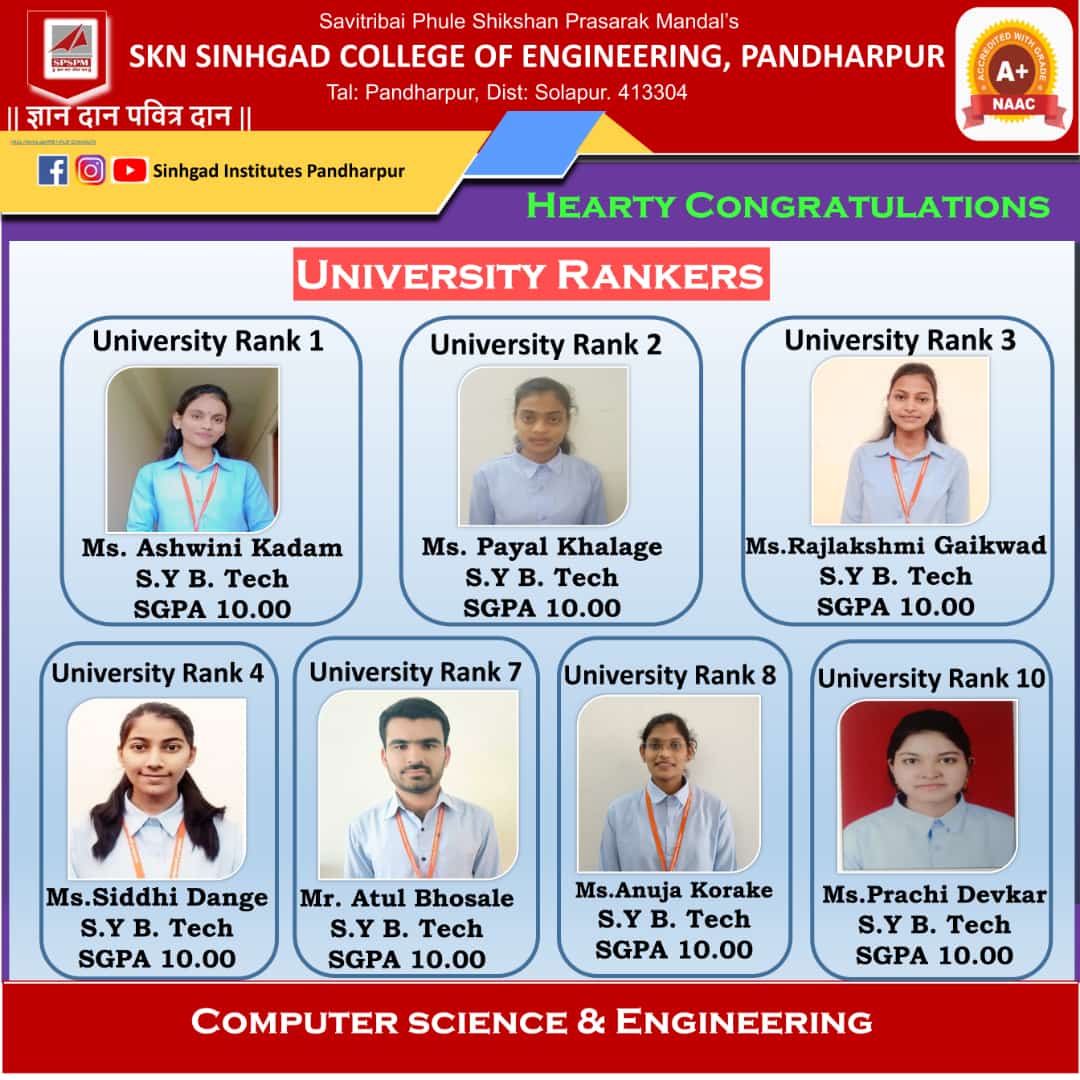 Savitribai Phule Shikshan Prasarak Mandal's
SKN SINHGAD COLLEGE OF ENGINEERING, PANDHARPUR
Tal: Pandharpur, Dist: Solapur. 413304
SPSPM
|| ज्ञान दान पवित्र दान ||
ACCREDITED WITH GRADE
A+
NAAC
Sinhgad Institutes Pandharpur
HEARTY CONGRATULATIONS
UNIVERSITY RANKERS
University Rank 1
Ms. Ashwini Kadam
S.Y B. Tech
SGPA 10.00
University Rank 2
Ms. Payal Khalage
S.Y B. Tech
SGPA 10.00
University Rank 3
Ms.Rajlakshmi Gaikwad
S.Y B. Tech
SGPA 10.00
University Rank 4
Ms.Siddhi Dange
S.Y B. Tech
SGPA 10.00
University Rank 7
Mr. Atul Bhosale
S.Y B. Tech
SGPA 10.00
University Rank 8
Ms.Anuja Korake
S.Y B. Tech
SGPA 10.00
University Rank 10
Ms.Prachi Devkar
S.Y B. Tech
SGPA 10.00
COMPUTER SCIENCE & ENGINEERING